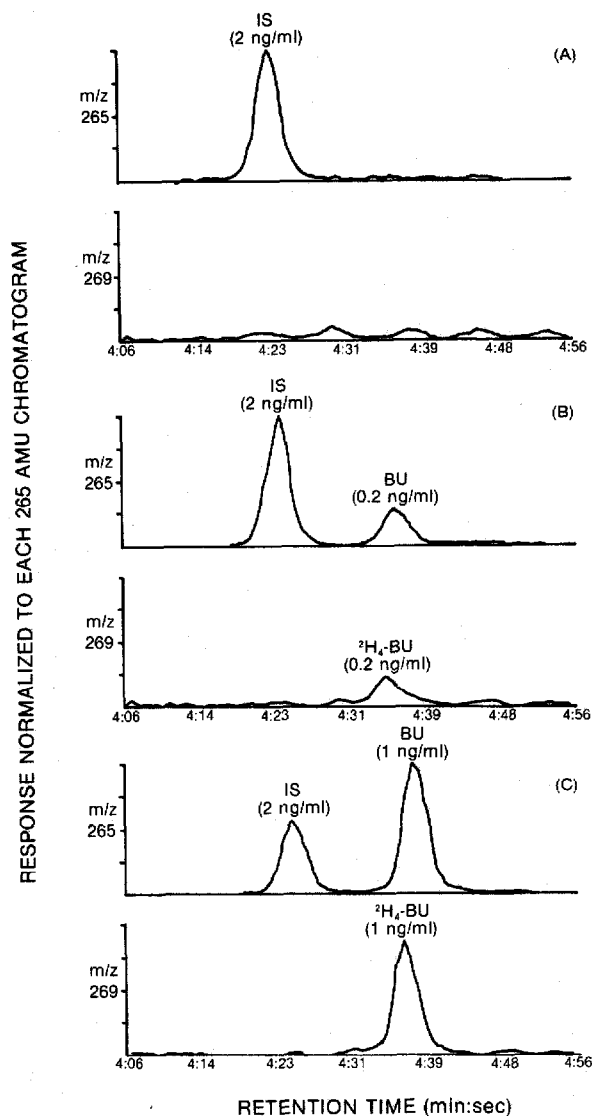 IS
(2 ng/ml)
(A)
m/z
265
m/z
269
4:06 4:14 4:23 4:31 4:39 4:48 4:56
IS
(2 ng/ml)
(B)
BU
(0.2 ng/ml)
m/z
265
²H₄-BU
(0.2 ng/ml)
m/z
269
4:06 4:14 4:23 4:31 4:39 4:48 4:56
BU
(1 ng/ml)
(C)
IS
(2 ng/ml)
m/z
265
²H₄-BU
(1 ng/ml)
m/z
269
4:06 4:14 4:23 4:31 4:39 4:48 4:56
RETENTION TIME (min:sec)
RESPONSE NORMALIZED TO EACH 265 AMU CHROMATOGRAM